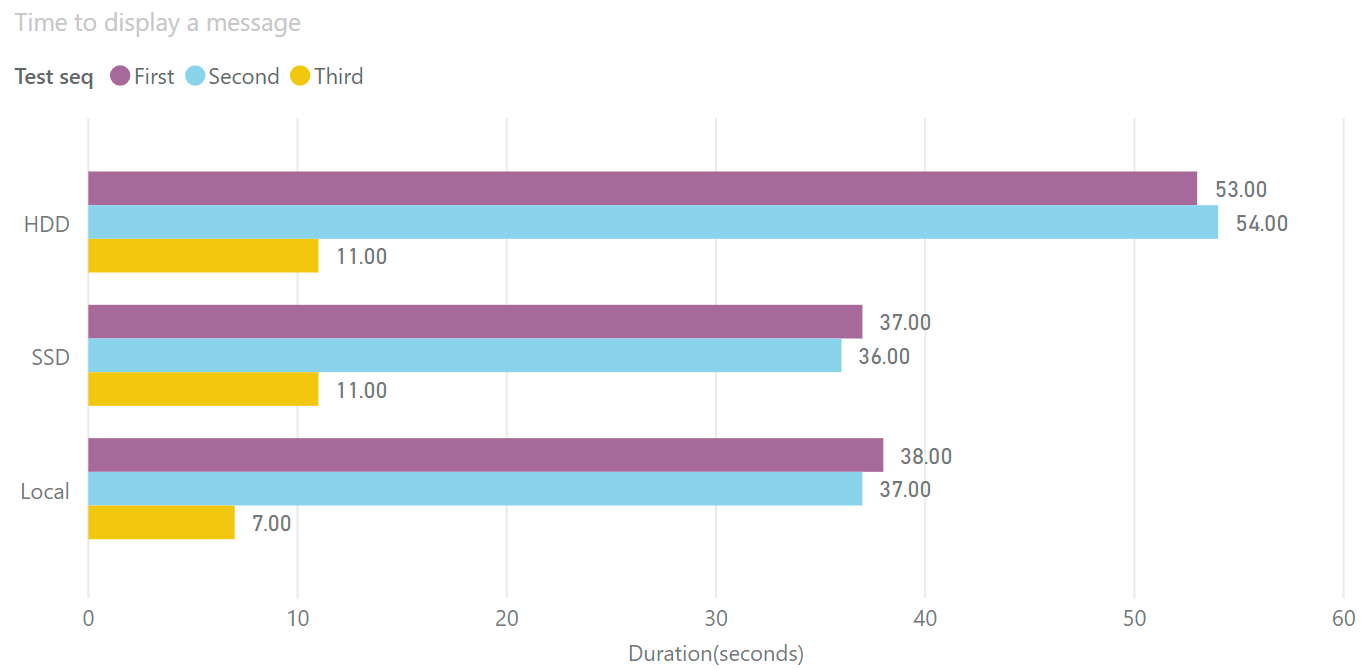 Time to display a message
Test seq First Second Third
HDD
53.00
54.00
11.00
SSD
37.00
36.00
11.00
Local
38.00
37.00
7.00
0 10 20 30 40 50 60
Duration(seconds)